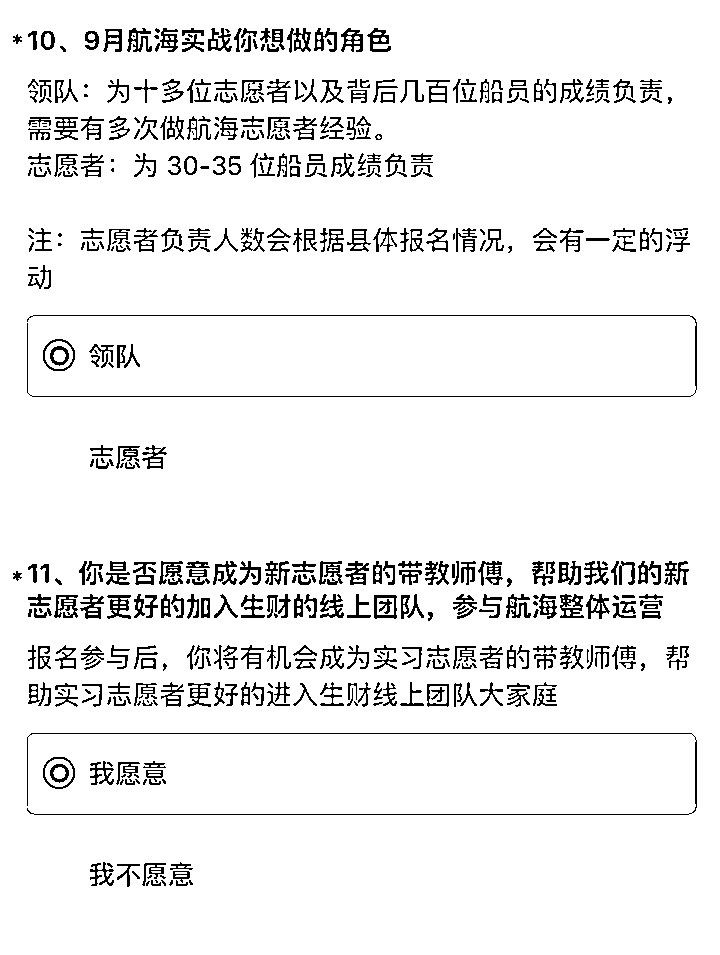 *10、9月航海实战你想做的角色
领队：为十多位志愿者以及背后几百位船员的成绩负责，
需要有多次做航海志愿者经验。
志愿者：为 30-35 位船员成绩负责
注：志愿者负责人数会根据具体报名情况，会有一定的浮
动
领队
志愿者
*11、你是否愿意成为新志愿者的带教师傅，帮助我们的新
志愿者更好的加入生财的线上团队，参与航海整体运营
报名参与后，你将有机会成为实习志愿者的带教师傅，帮
助实习志愿者更好的进入生财线上团队大家庭
我愿意
我不愿意